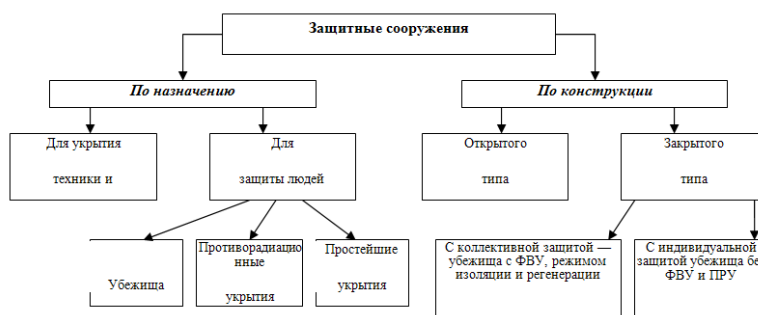 Защитные сооружения
По назначению
По конструкции
Для укрытия
техники и
Для
защиты людей
Открытого
типа
Закрытого
типа
Убежища
Противорадиацио
нные
укрытия
Простейшие
укрытия
С коллективной защитой —
убежища с ФВУ, режимом
изоляции и регенерации
С индивидуальной
защитой убежища бе
ФВУ и ПРУ